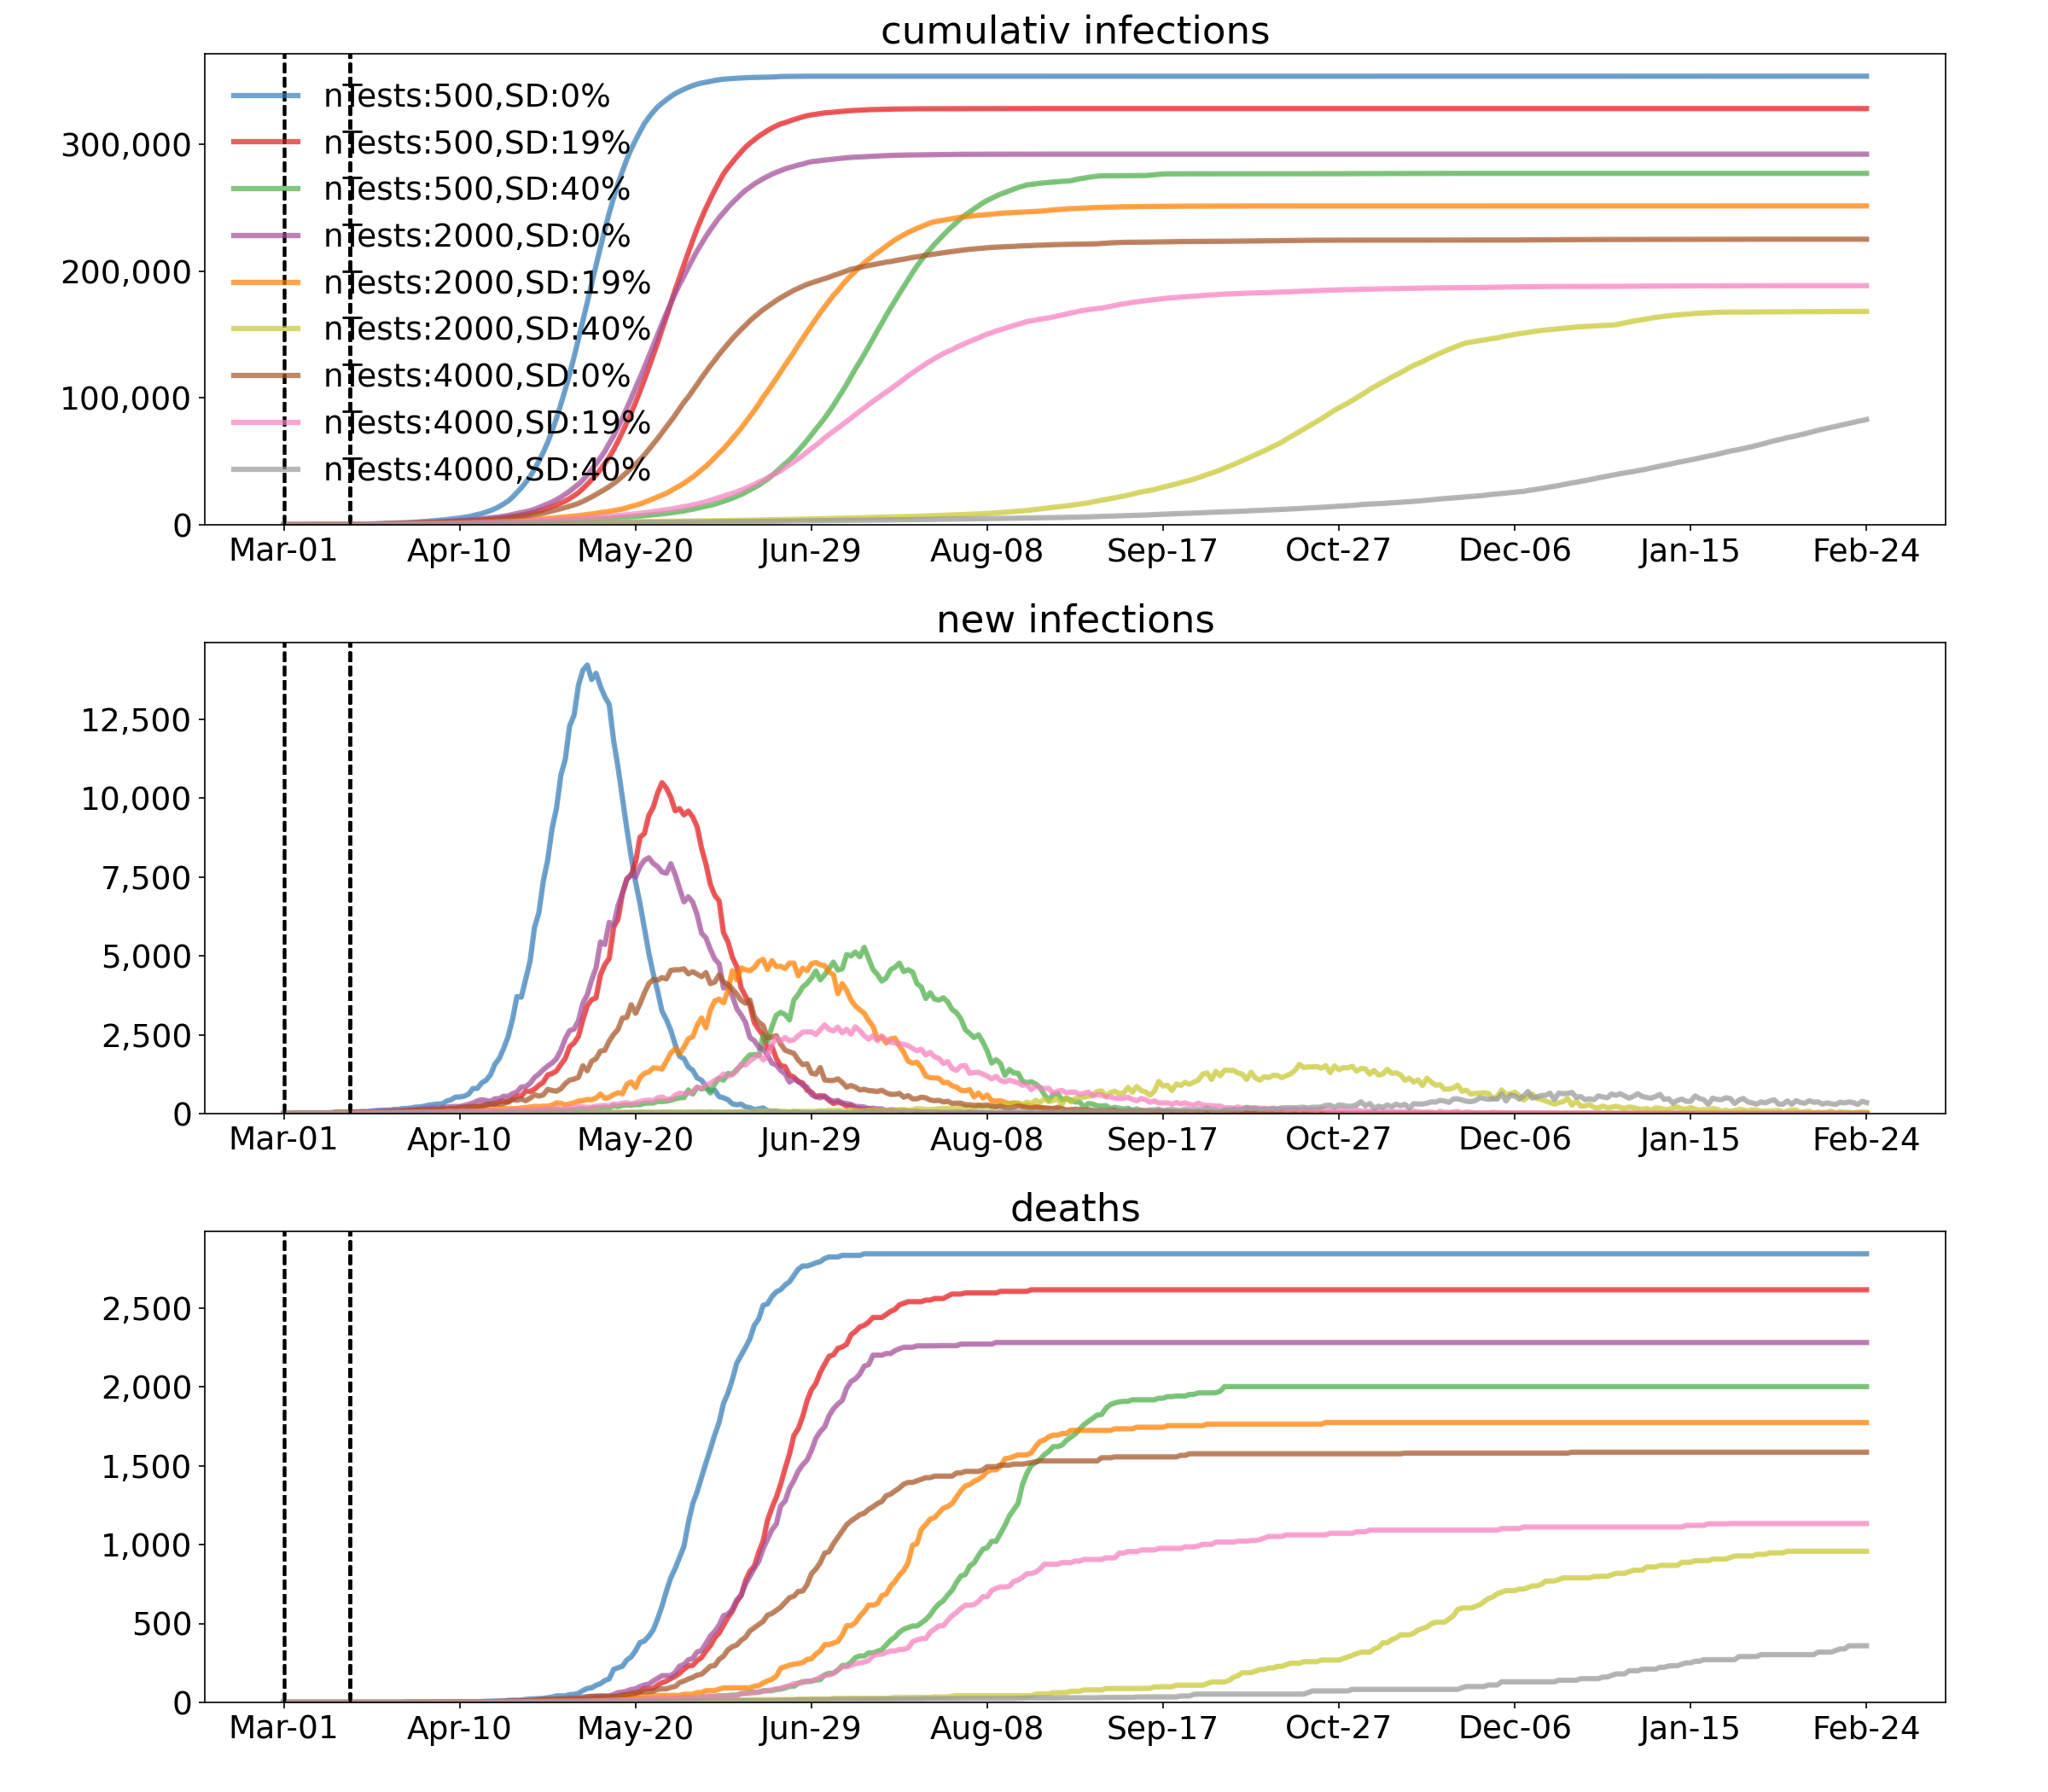 cumulativ infections
300,000
200,000
100,000
0
nTests:500,SD:0%
nTests:500,SD:19%
nTests:500,SD:40%
nTests:2000,SD:0%
nTests:2000,SD:19%
nTests:2000,SD:40%
nTests:4000,SD:0%
nTests:4000,SD:19%
nTests:4000,SD:40%
Mar-01 Apr-10 May-20 Jun-29 Aug-08 Sep-17 Oct-27 Dec-06 Jan-15 Feb-24
new infections
12,500
10,000
7,500
5,000
2,500
0
Mar-01 Apr-10 May-20 Jun-29 Aug-08 Sep-17 Oct-27 Dec-06 Jan-15 Feb-24
deaths
2,500
2,000
1,500
1,000
500
0
Mar-01 Apr-10 May-20 Jun-29 Aug-08 Sep-17 Oct-27 Dec-06 Jan-15 Feb-24